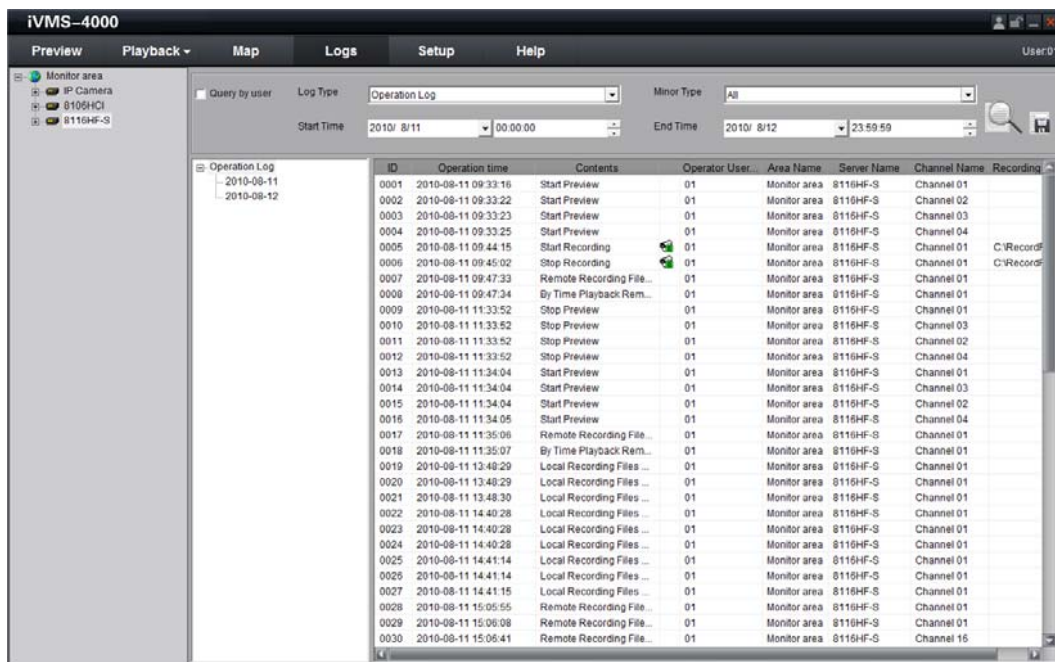 iVMS-4000
Preview Playback Map Logs Setup Help User:01
Monitor area
IP Camera
8106HCI
8116HF-S
Query by user Log Type Operation Log Minor Type All
Start Time 2010/ 8/11 00:00:00 End Time 2010/ 8/12 23:59:59
Operation Log
2010-08-11
2010-08-12
ID Operation time Contents Operator User... Area Name Server Name Channel Name Recording
0001 2010-08-11 09:33:16 Start Preview 01 Monitor area 8116HF-S Channel 01
0002 2010-08-11 09:33:22 Start Preview 01 Monitor area 8116HF-S Channel 02
0003 2010-08-11 09:33:23 Start Preview 01 Monitor area 8116HF-S Channel 03
0004 2010-08-11 09:33:25 Start Preview 01 Monitor area 8116HF-S Channel 04
0005 2010-08-11 09:44:15 Start Recording 01 Monitor area 8116HF-S Channel 01 C:\RecordF
0006 2010-08-11 09:45:02 Stop Recording 01 Monitor area 8116HF-S Channel 01 C:\RecordF
0007 2010-08-11 09:47:33 Remote Recording File... 01 Monitor area 8116HF-S Channel 01
0008 2010-08-11 09:47:34 By Time Playback Rem... 01 Monitor area 8116HF-S Channel 01
0009 2010-08-11 11:33:52 Stop Preview 01 Monitor area 8116HF-S Channel 01
0010 2010-08-11 11:33:52 Stop Preview 01 Monitor area 8116HF-S Channel 03
0011 2010-08-11 11:33:52 Stop Preview 01 Monitor area 8116HF-S Channel 02
0012 2010-08-11 11:33:52 Stop Preview 01 Monitor area 8116HF-S Channel 04
0013 2010-08-11 11:34:04 Start Preview 01 Monitor area 8116HF-S Channel 01
0014 2010-08-11 11:34:04 Start Preview 01 Monitor area 8116HF-S Channel 03
0015 2010-08-11 11:34:04 Start Preview 01 Monitor area 8116HF-S Channel 02
0016 2010-08-11 11:34:05 Start Preview 01 Monitor area 8116HF-S Channel 04
0017 2010-08-11 11:35:06 Remote Recording File... 01 Monitor area 8116HF-S Channel 01
0018 2010-08-11 11:35:07 By Time Playback Rem... 01 Monitor area 8116HF-S Channel 01
0019 2010-08-11 13:48:29 Local Recording Files ... 01 Monitor area 8116HF-S Channel 01
0020 2010-08-11 13:48:29 Local Recording Files ... 01 Monitor area 8116HF-S Channel 01
0021 2010-08-11 13:48:30 Local Recording Files ... 01 Monitor area 8116HF-S Channel 01
0022 2010-08-11 14:40:28 Local Recording Files ... 01 Monitor area 8116HF-S Channel 01
0023 2010-08-11 14:40:28 Local Recording Files ... 01 Monitor area 8116HF-S Channel 01
0024 2010-08-11 14:40:28 Local Recording Files ... 01 Monitor area 8116HF-S Channel 01
0025 2010-08-11 14:41:14 Local Recording Files ... 01 Monitor area 8116HF-S Channel 01
0026 2010-08-11 14:41:14 Local Recording Files ... 01 Monitor area 8116HF-S Channel 01
0027 2010-08-11 14:41:15 Local Recording Files ... 01 Monitor area 8116HF-S Channel 01
0028 2010-08-11 15:05:55 Remote Recording File... 01 Monitor area 8116HF-S Channel 01
0029 2010-08-11 15:06:08 Remote Recording File... 01 Monitor area 8116HF-S Channel 01
0030 2010-08-11 15:06:41 Remote Recording File... 01 Monitor area 8116HF-S Channel 16